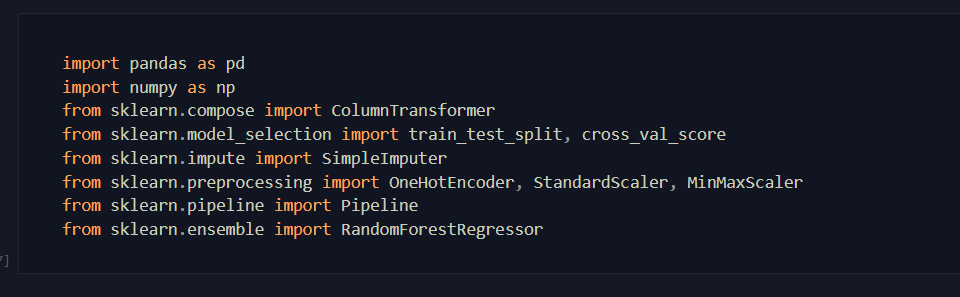 import pandas as pd
import numpy as np
from sklearn.compose import ColumnTransformer
from sklearn.model_selection import train_test_split, cross_val_score
from sklearn.impute import SimpleImputer
from sklearn.preprocessing import OneHotEncoder, StandardScaler, MinMaxScaler
from sklearn.pipeline import Pipeline
from sklearn.ensemble import RandomForestRegressor